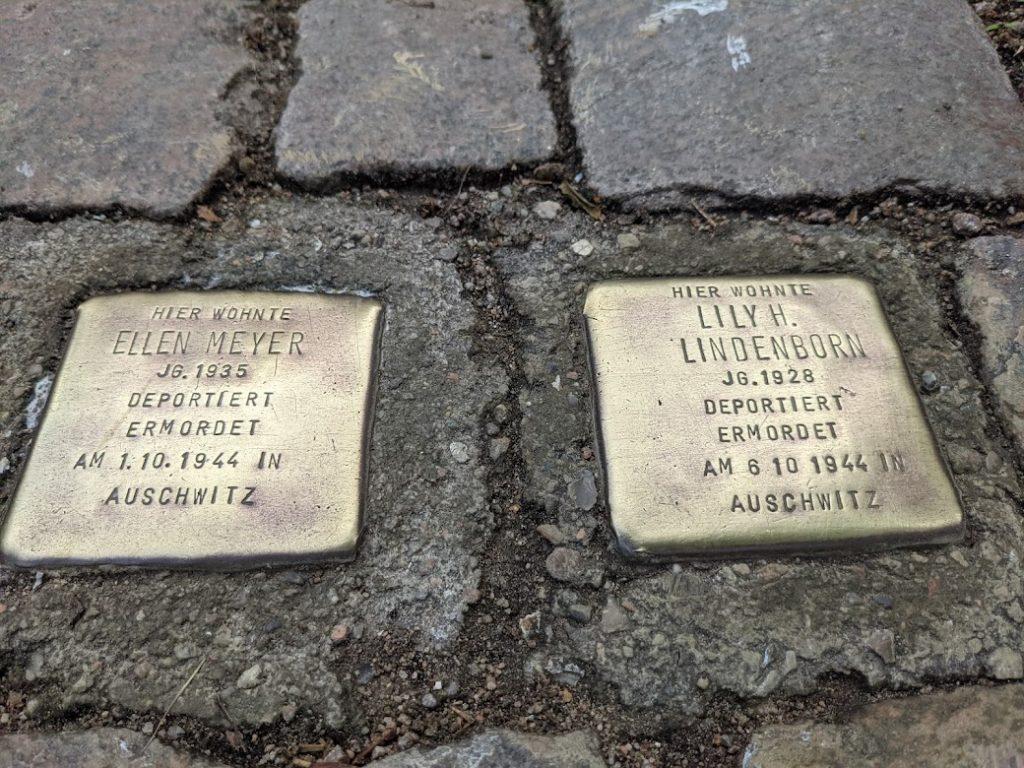 HIER WOHNTE
ELLEN MEYER
JG. 1935
DEPORTIERT
ERMORDET
AM 1.10.1944 IN
AUSCHWITZ
HIER WOHNTE
LILY H.
LINDENBORN
JG. 1928
DEPORTIERT
ERMORDET
AM 6 10 1944 IN
AUSCHWITZ